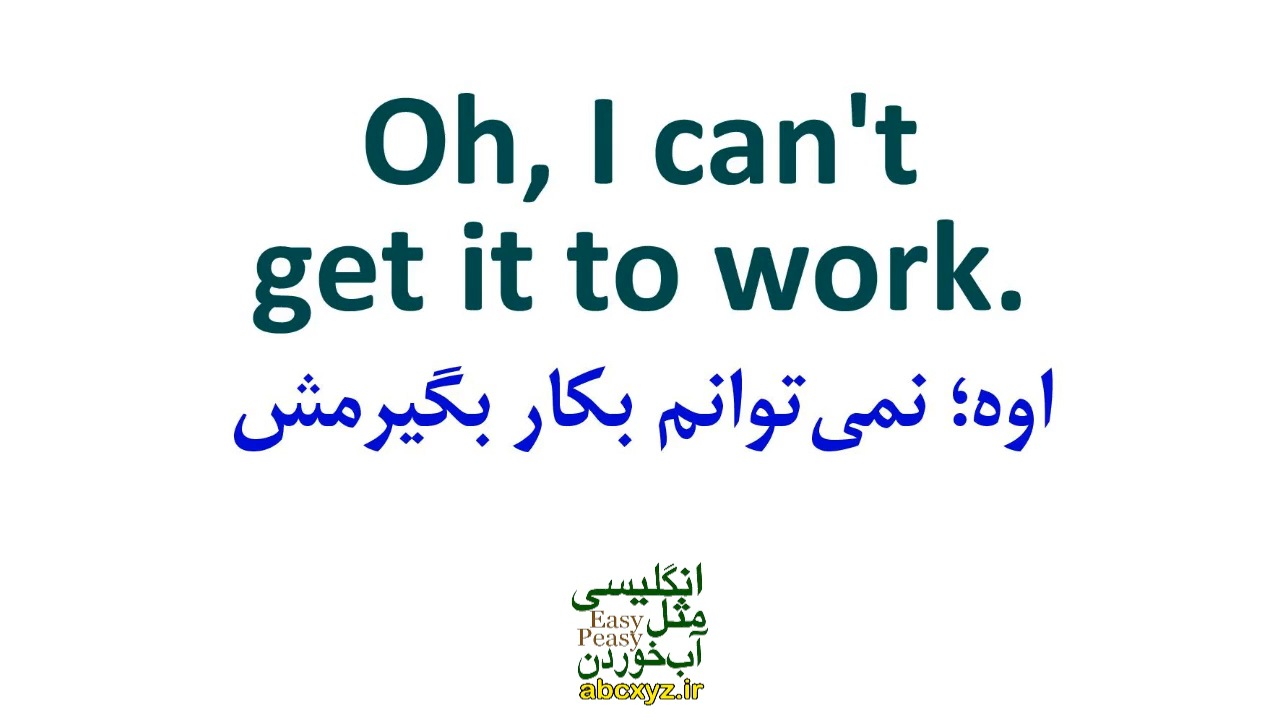 Oh, I can't
get it to work.
اوه؛ نمی‌توانم بکار بگیرمش
انگلیسی
مثل
Easy
Peasy
آب‌خوردن
abcxyz.ir